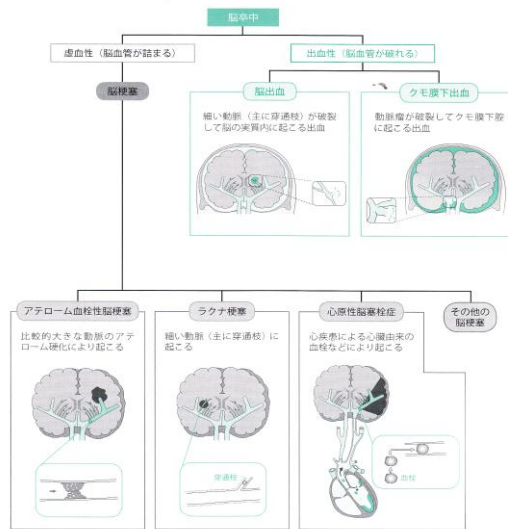 脳卒中
虚血性（脳血管が詰まる）
出血性（脳血管が破れる）
脳梗塞
脳出血
細い動脈（主に穿通枝）が破裂
して脳の実質内に起こる出血
クモ膜下出血
動脈瘤が破裂してクモ膜下腔
に起こる出血
アテローム血栓性脳梗塞
比較的大きな動脈のアテ
ローム硬化により起こる
ラクナ梗塞
細い動脈（主に穿通枝）に
起こる
穿通枝
心原性脳塞栓症
心疾患による心臓由来の
血栓などにより起こる
血栓
その他の
脳梗塞